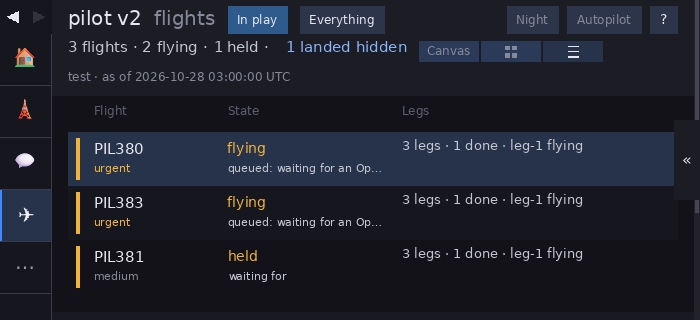 pilot v2 flights In play Everything Night Autopilot ?
3 flights · 2 flying · 1 held · 1 landed hidden Canvas
test · as of 2026-10-28 03:00:00 UTC
Flight State Legs
PIL380 flying 3 legs · 1 done · leg-1 flying
urgent queued: waiting for an Op...
PIL383 flying 3 legs · 1 done · leg-1 flying
urgent queued: waiting for an Op...
PIL381 held 3 legs · 1 done · leg-1 flying
medium waiting for